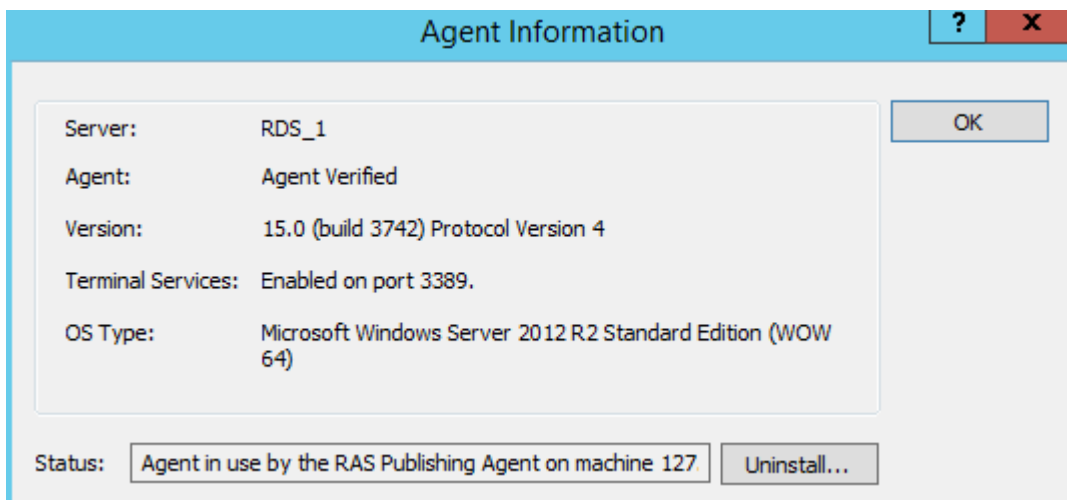 Agent Information
? x
Server: RDS_1
OK
Agent: Agent Verified
Version: 15.0 (build 3742) Protocol Version 4
Terminal Services: Enabled on port 3389.
OS Type: Microsoft Windows Server 2012 R2 Standard Edition (WOW
64)
Status: Agent in use by the RAS Publishing Agent on machine 127.
Uninstall...